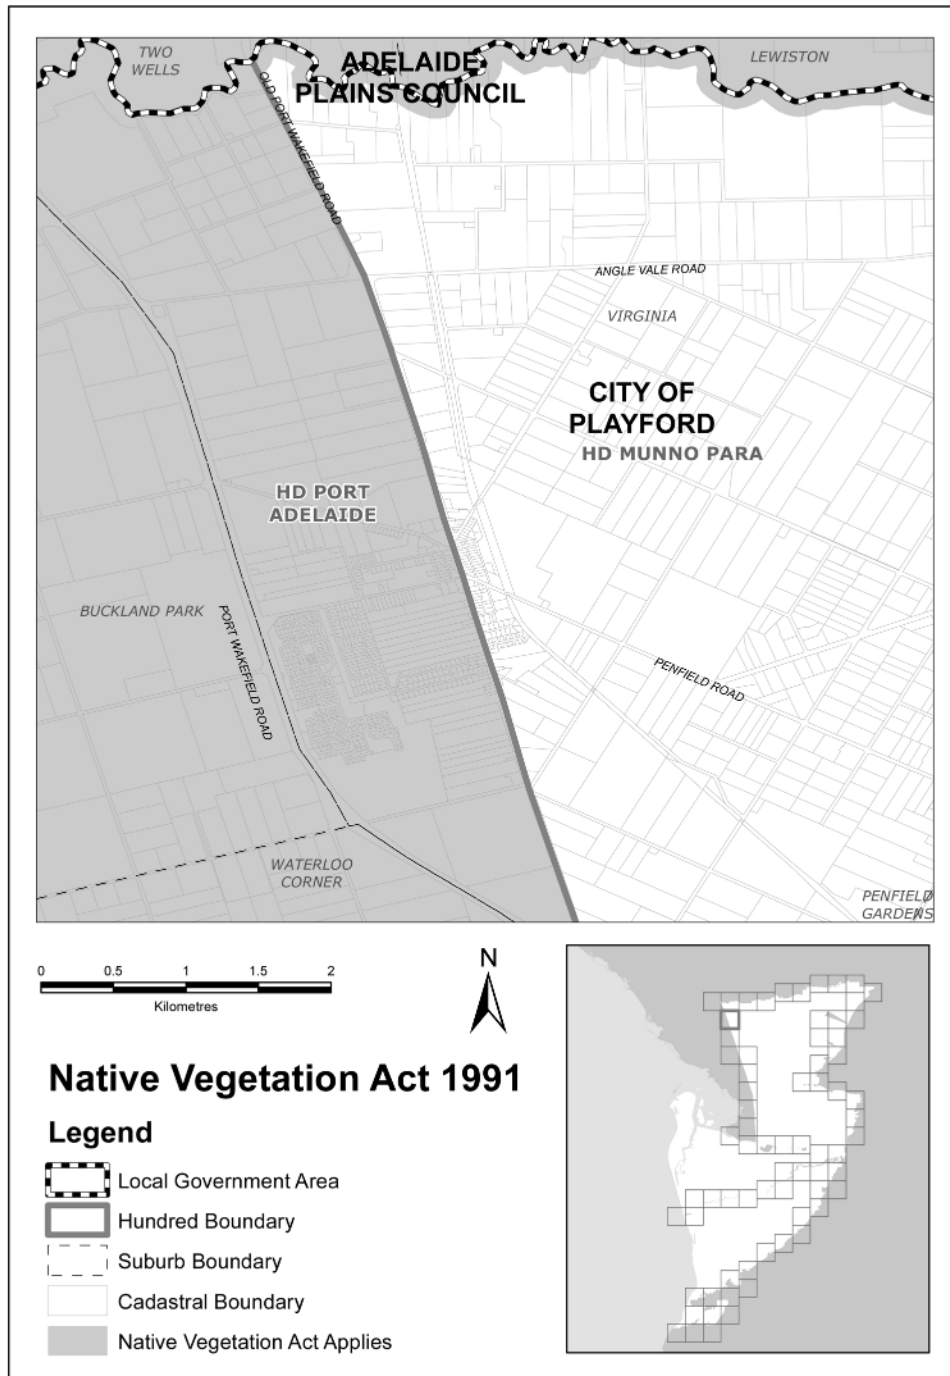 TWO
WELLS
ADELAIDE
PLAINS COUNCIL
LEWISTON
OLD PORT WAKEFIELD ROAD
ANGLE VALE ROAD
VIRGINIA
CITY OF
PLAYFORD
HD MUNNO PARA
HD PORT
ADELAIDE
BUCKLAND PARK
PORT WAKEFIELD ROAD
PENFIELD ROAD
WATERLOO
CORNER
PENFIELD
GARDENS
0 0.5 1 1.5 2
Kilometres
N
Native Vegetation Act 1991
Legend
Local Government Area
Hundred Boundary
Suburb Boundary
Cadastral Boundary
Native Vegetation Act Applies